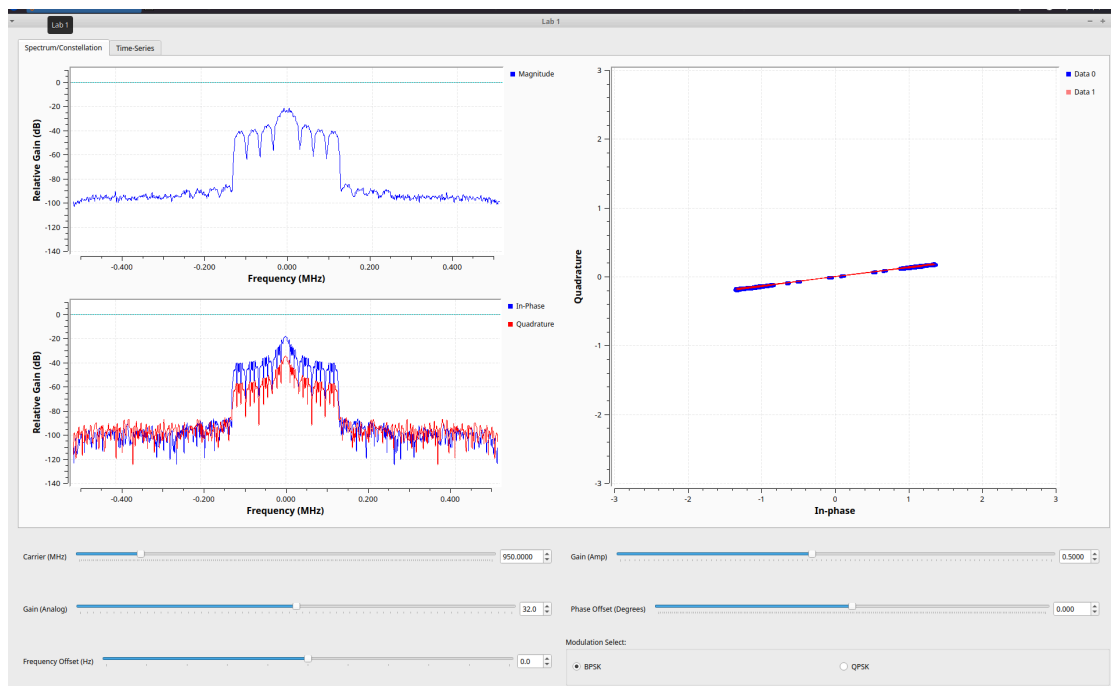 Lab 1
Lab 1
Spectrum/Constellation
Time-Series
0
-20
-40
-60
-80
-100
-120
-140
Relative Gain (dB)
-0.400
-0.200
0.000
0.200
0.400
Frequency (MHz)
Magnitude
0
-20
-40
-60
-80
-100
-120
-140
Relative Gain (dB)
-0.400
-0.200
0.000
0.200
0.400
Frequency (MHz)
In-Phase
Quadrature
3
2
1
0
-1
-2
-3
Quadrature
-3
-2
-1
0
1
2
3
In-phase
Data 0
Data 1
Carrier (MHz)
950.0000
Gain (Amp)
0.5000
Gain (Analog)
32.0
Phase Offset (Degrees)
0.000
Frequency Offset (Hz)
0.0
Modulation Select:
BPSK
QPSK